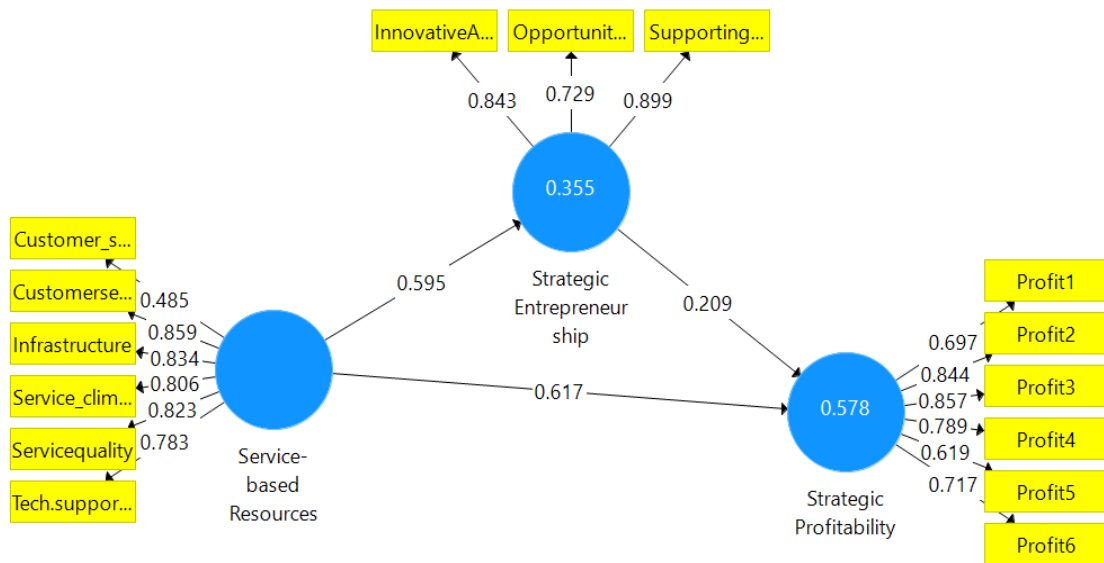 InnovativeA...
Opportunit...
Supporting...
0.843
0.729
0.899
0.355
Strategic
Entrepreneur
ship
Customer_s...
Customerse...
Infrastructure
Service_clim...
Servicequality
Tech.suppor...
0.485
0.859
0.834
0.806
0.823
0.783
Service-
based
Resources
0.595
0.209
0.617
0.578
Strategic
Profitability
0.697
0.844
0.857
0.789
0.619
0.717
Profit1
Profit2
Profit3
Profit4
Profit5
Profit6